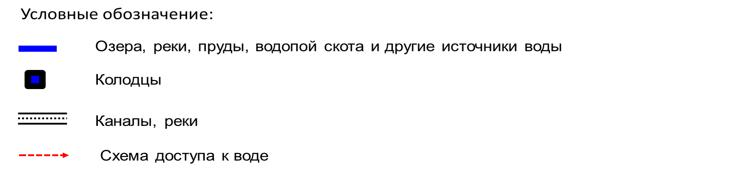 Условные обозначение:
Озера, реки, пруды, водопой скота и другие источники воды
Колодцы
Каналы, реки
Схема доступа к воде